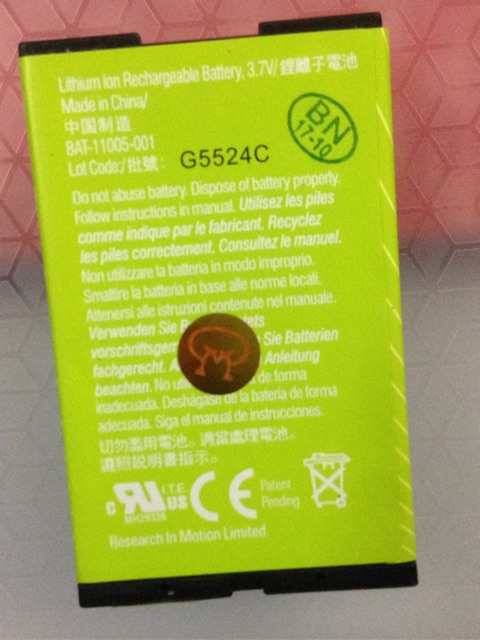 Lithium Ion Rechargeable Battery, 3.7V/ 鋰離子電池
Made in China/
中国制造
BAT-11005-001
Lot Code:/批號: G5524C
BN
17-10
Do not abuse battery. Dispose of battery properly.
Follow instructions in manual. Utilisez les piles
comme indique par le fabricant. Recyclez
les piles correctement. Consultez le manuel.
Non utilizzare la batteria in modo improprio.
Smaltire la batteria in base alle norme locali.
Attenersi alle istruzioni contenute nel manuale.
Verwenden Sie
vorschriftsgem Sie Batterien
fachgerecht. Anleitung
beachten. No de forma
inadecuada. Deshágase de la batería de forma
adecuada. Siga el manual de instrucciones.
切勿濫用電池。適當處理電池。
遵照說明書指示。
c RU US I.T.E. CE Patent
MH29336 Pending
Research In Motion Limited